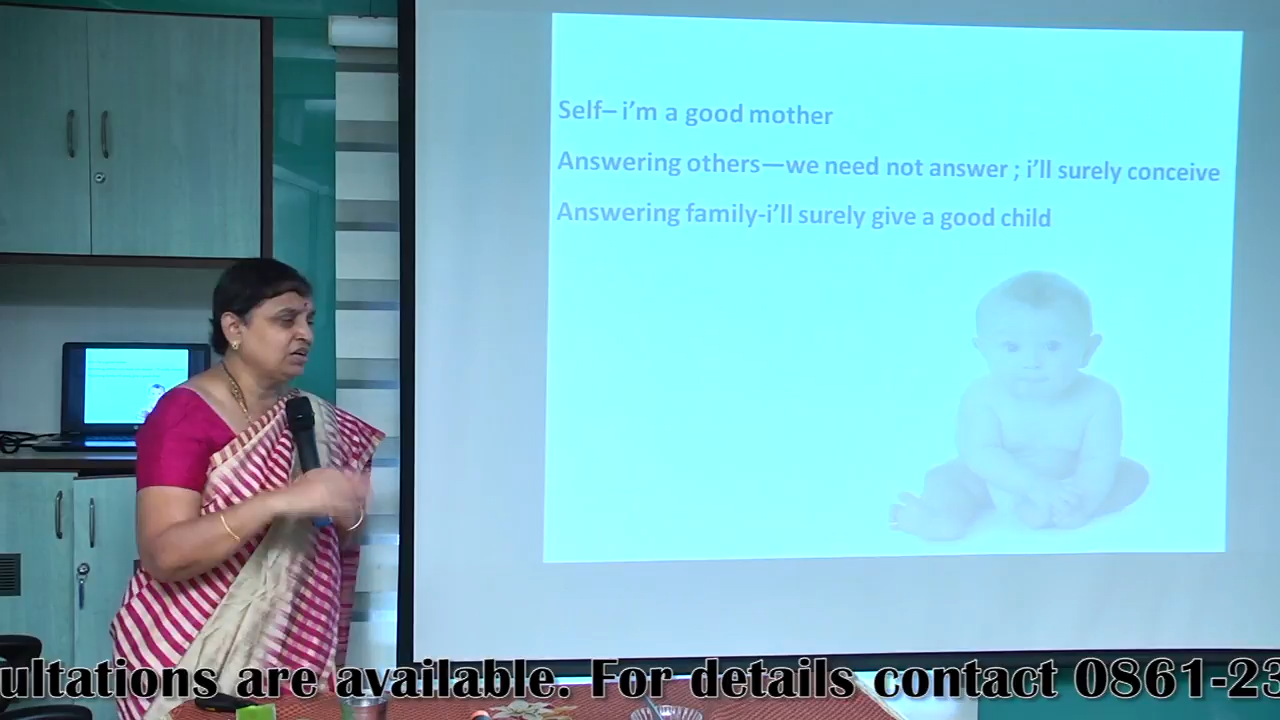 Self– i'm a good mother
Answering others—we need not answer ; i'll surely conceive
Answering family-i'll surely give a good child
ultations are available. For details contact 0861-23